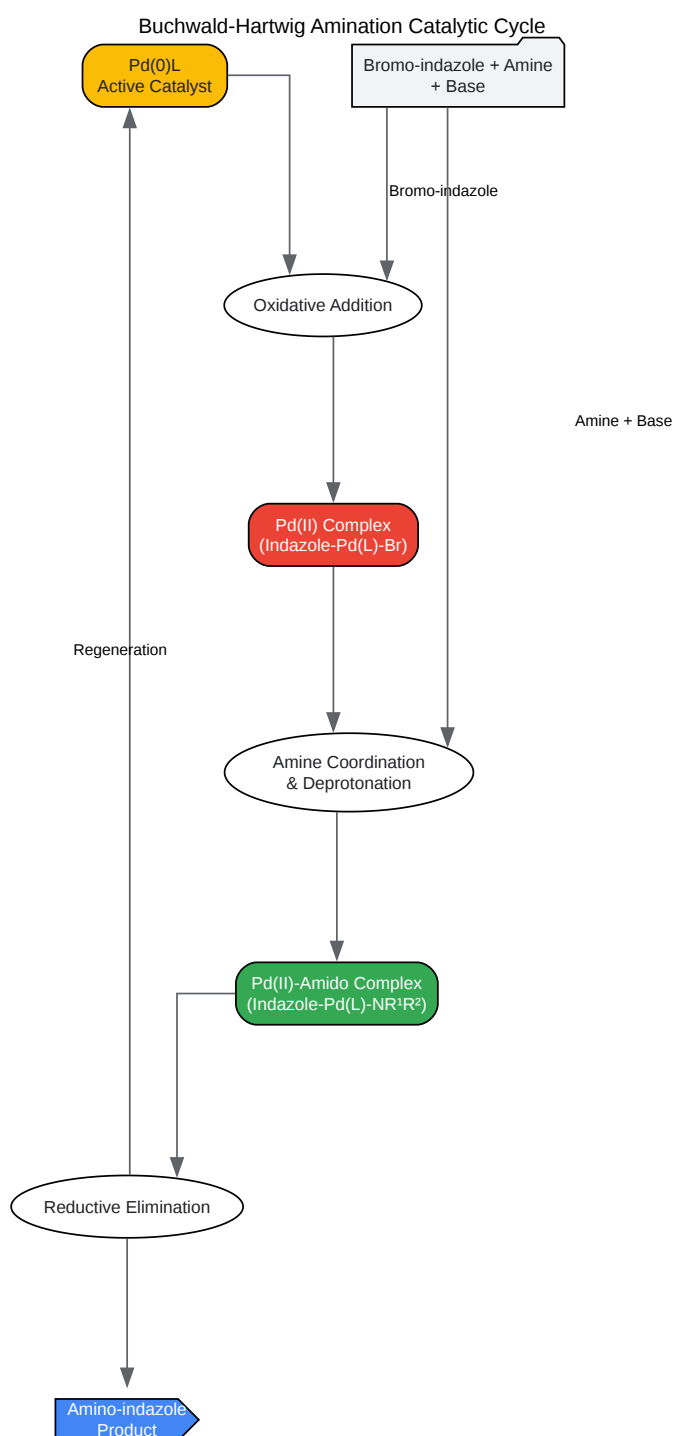 Buchwald-Hartwig Amination Catalytic Cycle
Pd(0)L
Active Catalyst
Bromo-indazole + Amine
+ Base
Bromo-indazole
Oxidative Addition
Amine + Base
Pd(II) Complex
(Indazole-Pd(L)-Br)
Regeneration
Amine Coordination
& Deprotonation
Pd(II)-Amido Complex
(Indazole-Pd(L)-NR¹R²)
Reductive Elimination
Amino-indazole
Product